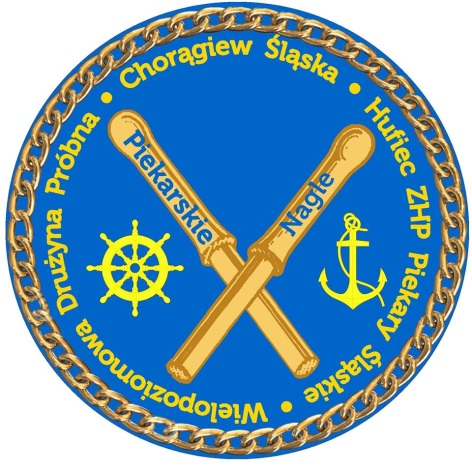 Chorągiew Śląska • Hufiec ZHP Piekary Śląskie • Wielopoziomowa Drużyna Próbna •
Piekarskie
Nagle